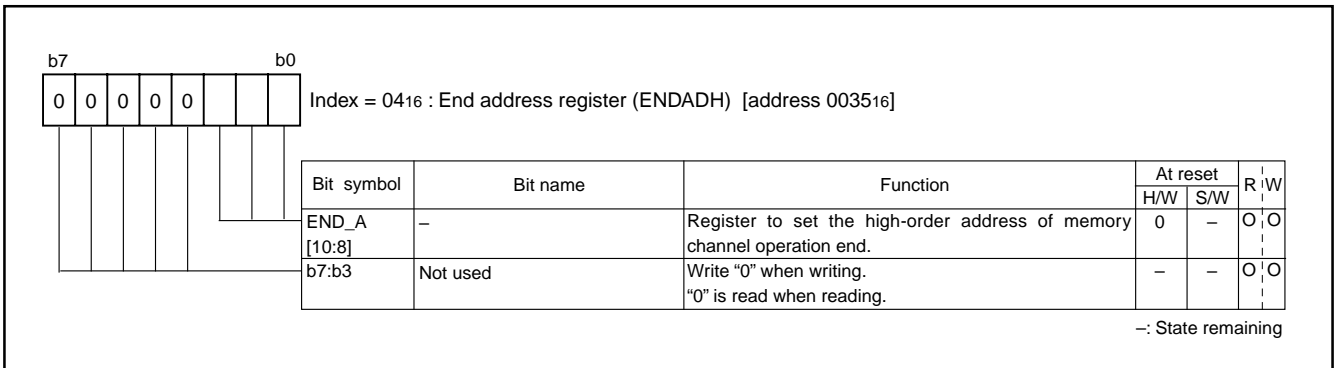 b7 b0
0 0 0 0 0 Index = 0416 : End address register (ENDADH) [address 003516]
Bit symbol Bit name Function At reset R W
H/W S/W
END_A – Register to set the high-order address of memory 0 – O O
[10:8] channel operation end.
b7:b3 Not used Write “0” when writing. – – O O
“0” is read when reading.
–: State remaining